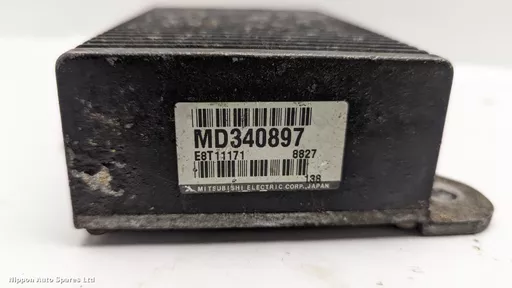 MD340897
E8T11171 8827
138
MITSUBISHI ELECTRIC CORP. JAPAN
Nippon Auto Spares Ltd